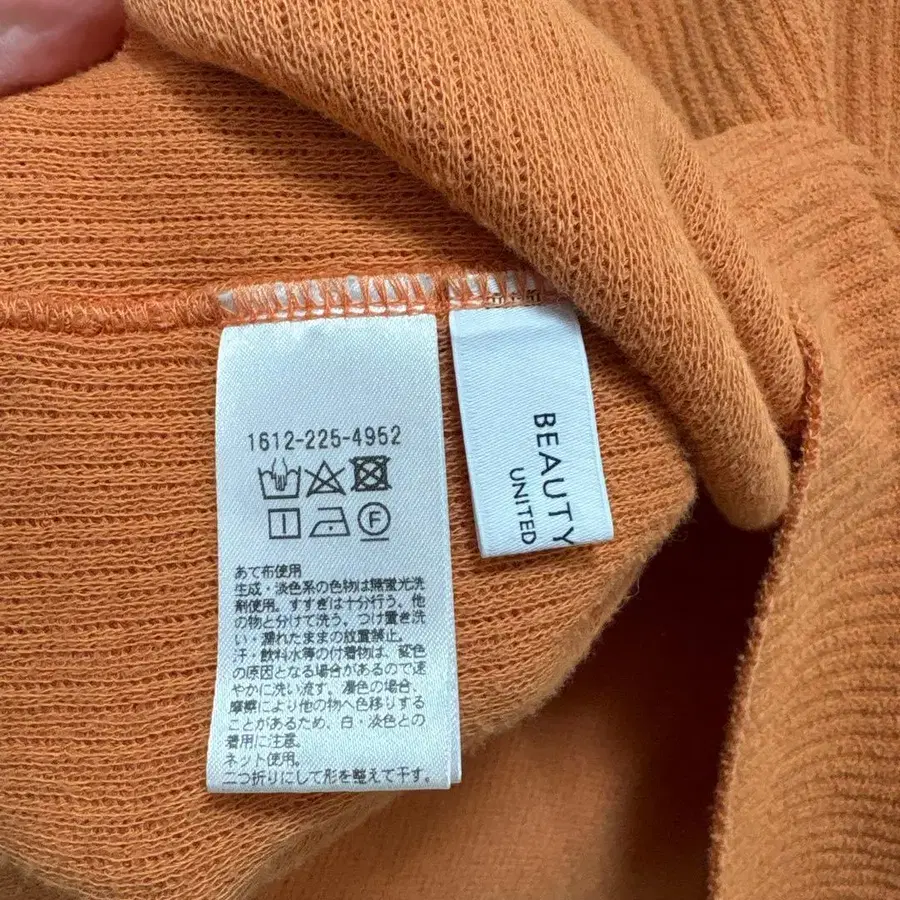 1612-225-4952
F
あて布使用
生成・淡色系の色物は無蛍光洗
剤使用。すすぎは十分行う、他
の物と分けて洗う、つけ置き洗
い・濡れたままの放置禁止。
汗・飲料水等の付着物は、変色
の原因となる場合があるので速
やかに洗い流す。濃色の場合、
摩擦により他の物へ色移りする
ことがあるため、白・淡色との
着用に注意。
ネット使用。
二つ折りにして形を整えて干す。
BEAUTY
UNITED